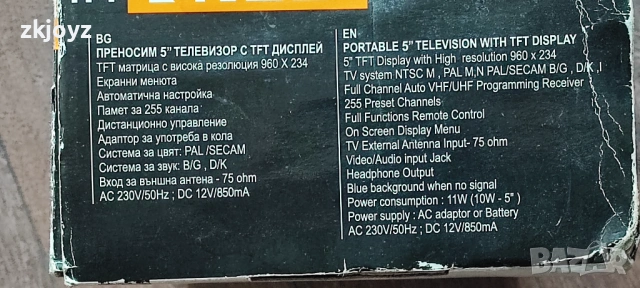 zkjoyz
BG
ПРЕНОСИМ 5" ТЕЛЕВИЗОР С TFT ДИСПЛЕЙ
TFT матрица с висока резолюция 960 X 234
Екранни менюта
Автоматична настройка
Памет за 255 канала
Дистанционно управление
Адаптор за употреба в кола
Система за цвят: PAL /SECAM
Система за звук: B/G , D/K
Вход за външна антена - 75 ohm
AC 230V/50Hz ; DC 12V/850mA
EN
PORTABLE 5" TELEVISION WITH TFT DISPLAY
5" TFT Display with High resolution 960 x 234
TV system NTSC M , PAL M,N PAL/SECAM B/G , D/K , I
Full Channel Auto VHF/UHF Programming Receiver
255 Preset Channels
Full Functions Remote Control
On Screen Display Menu
TV External Antenna Input- 75 ohm
Video/Audio input Jack
Headphone Output
Blue background when no signal
Power consumption : 11W (10W - 5" )
Power supply : AC adaptor or Battery
AC 230V/50Hz ; DC 12V/850mA
BAZAR